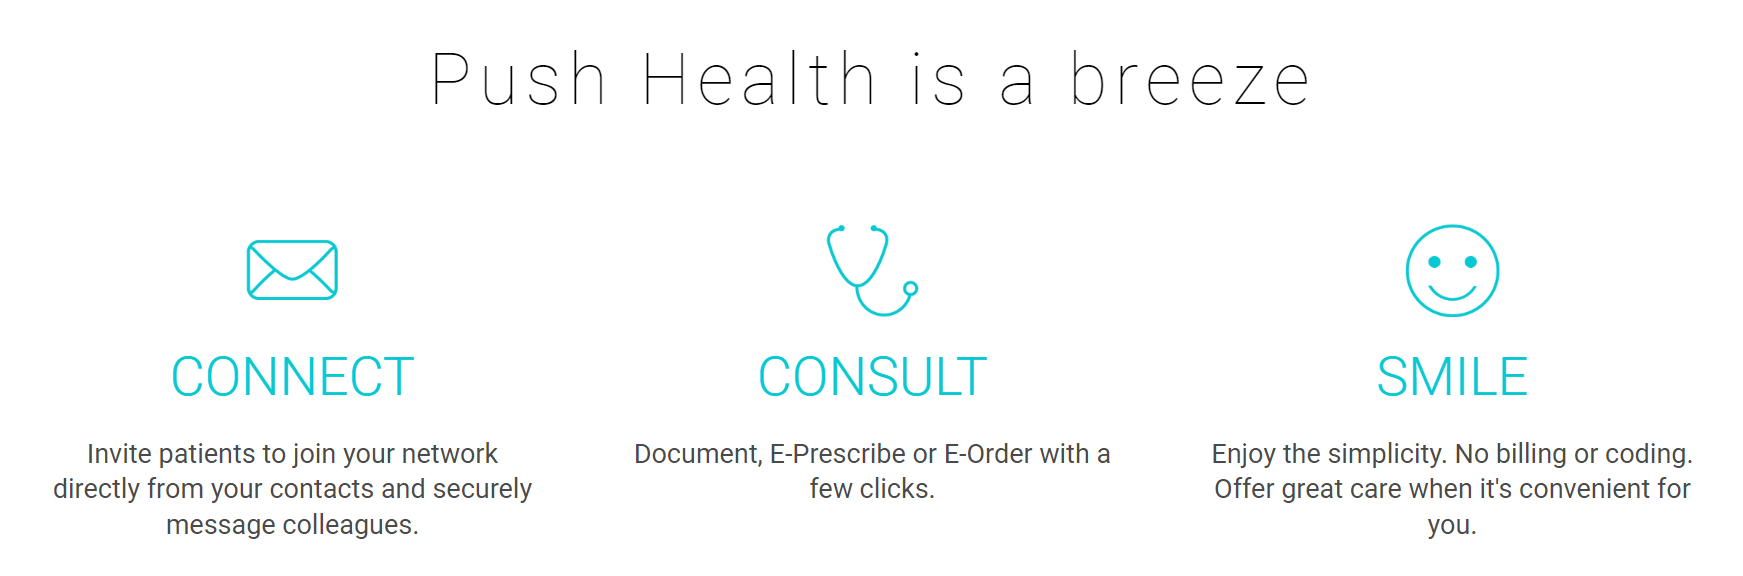 Push Health is a breeze
CONNECT
Invite patients to join your network
directly from your contacts and securely
message colleagues.
CONSULT
Document, E-Prescribe or E-Order with a
few clicks.
SMILE
Enjoy the simplicity. No billing or coding.
Offer great care when it's convenient for
you.